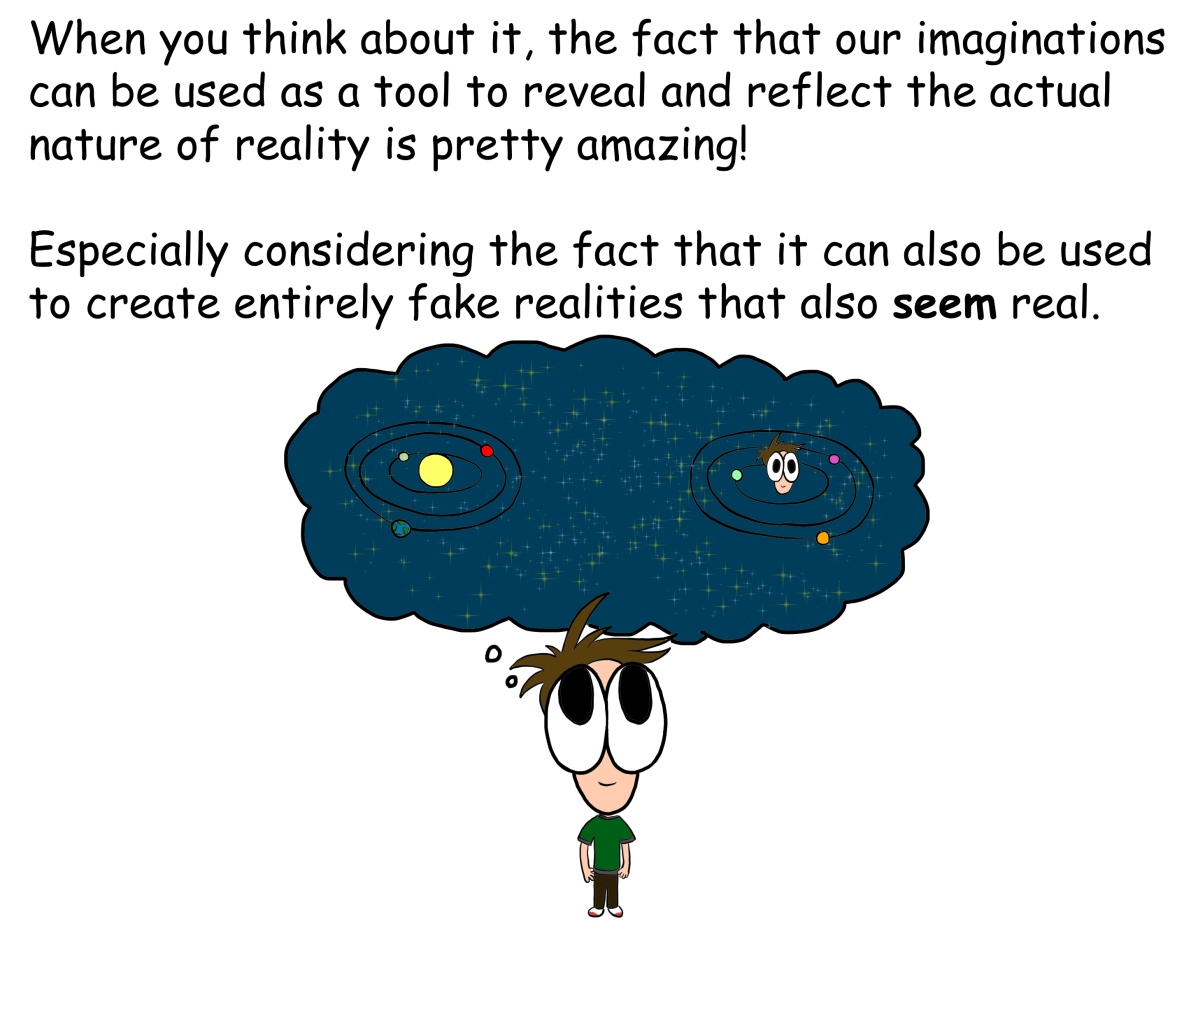 When you think about it, the fact that our imaginations
can be used as a tool to reveal and reflect the actual
nature of reality is pretty amazing!
Especially considering the fact that it can also be used
to create entirely fake realities that also seem real.